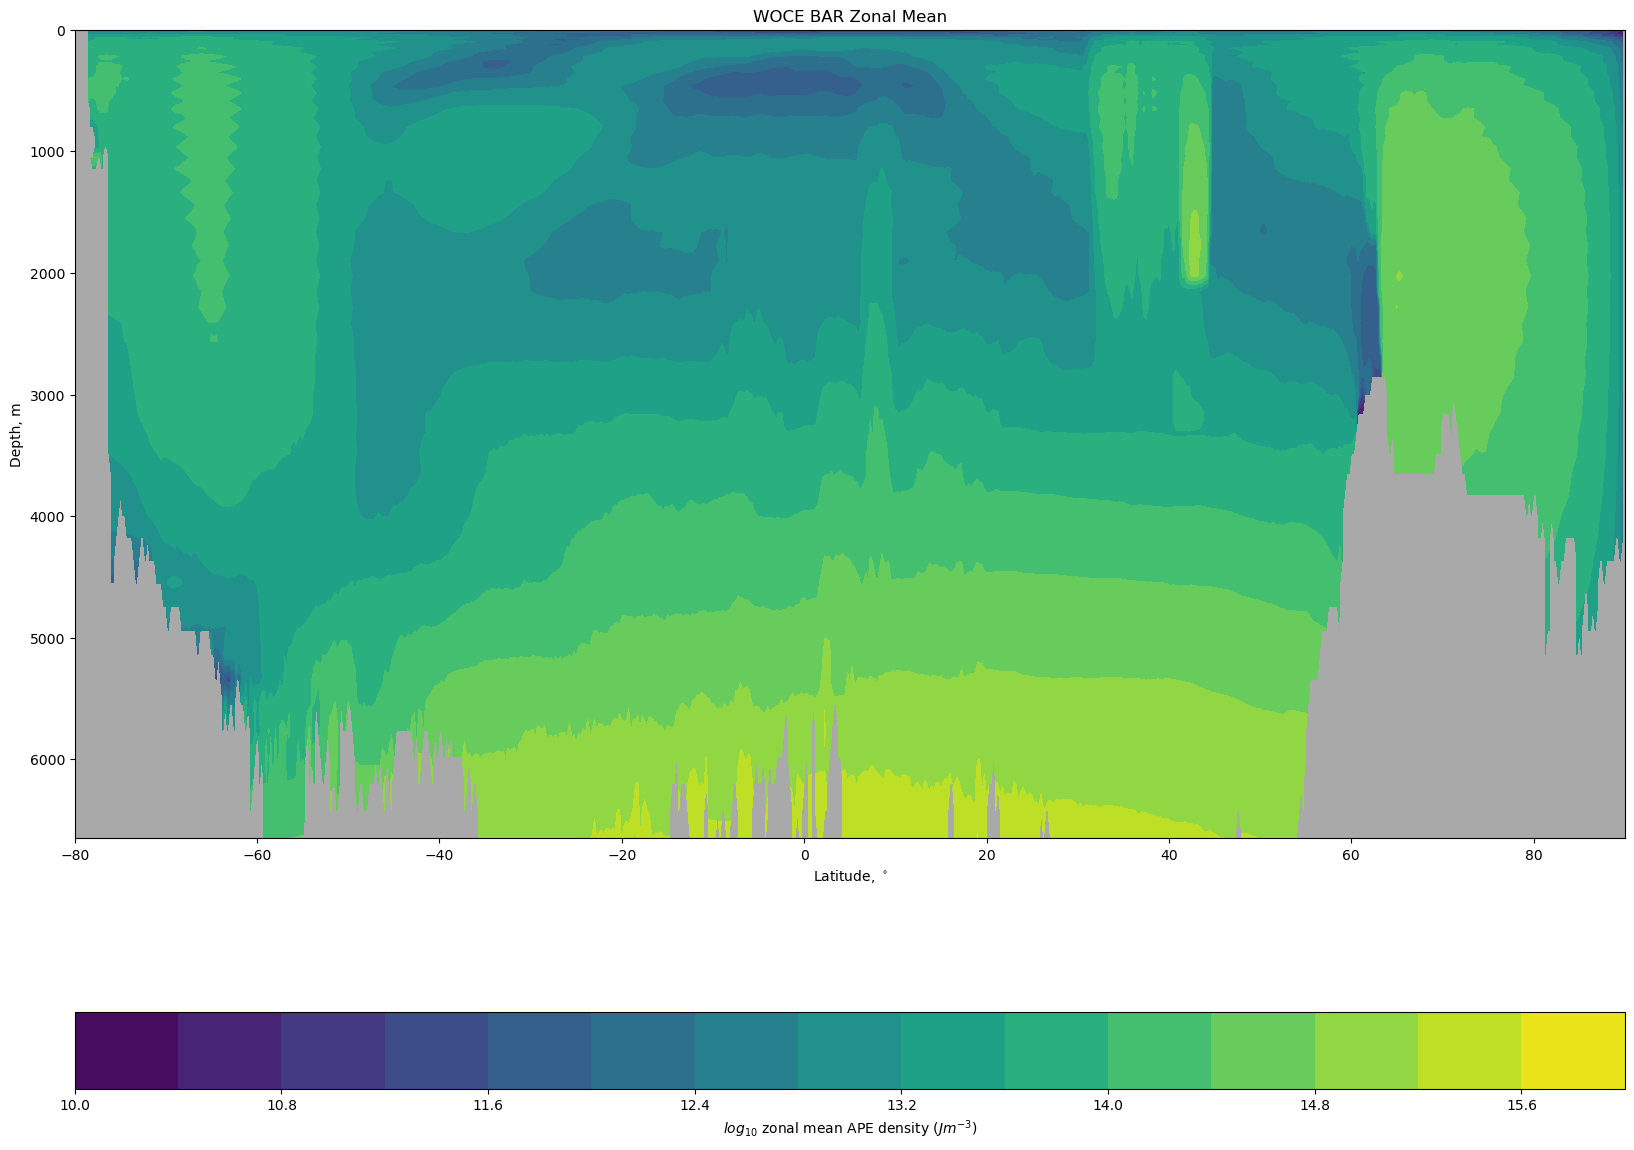 WOCE BAR Zonal Mean
0
1000
2000
3000
4000
5000
6000
Depth, m
−80 −60 −40 −20 0 20 40 60 80
Latitude, °
10.0 10.8 11.6 12.4 13.2 14.0 14.8 15.6
log₁₀ zonal mean APE density (Jm⁻³)